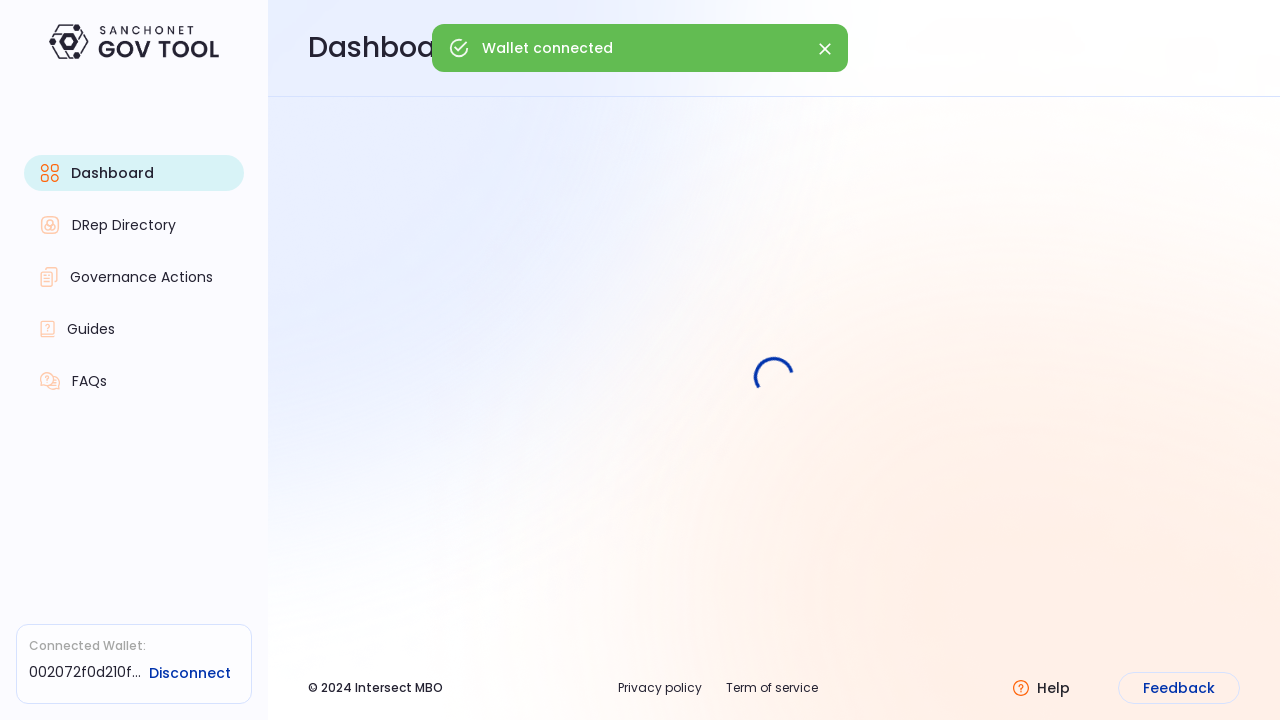 SANCHONET
GOV TOOL
Dashboard
DRep Directory
Governance Actions
Guides
FAQs
Connected Wallet:
002072f0d210f...
Disconnect
Dashboa
Wallet connected
© 2024 Intersect MBO
Privacy policy
Term of service
Help
Feedback